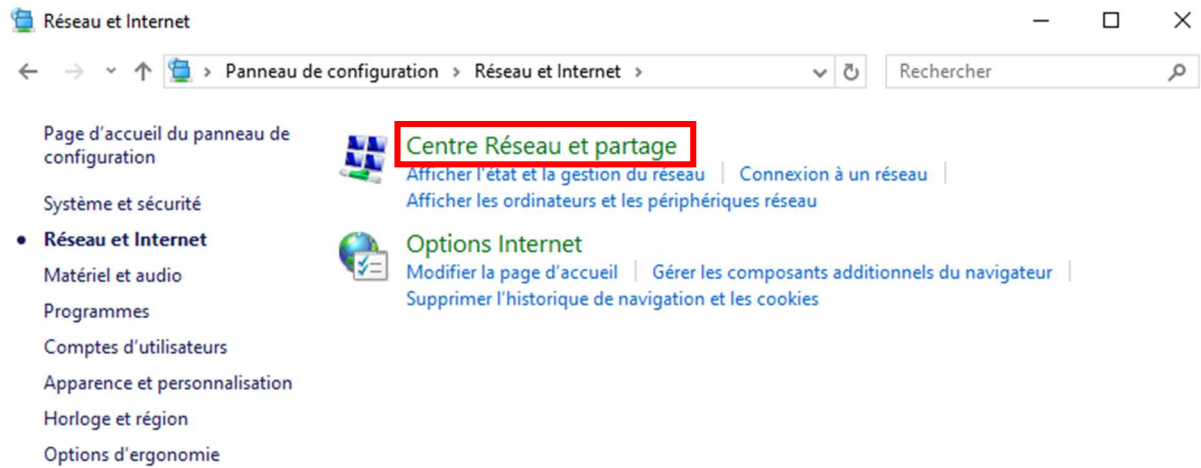 Réseau et Internet
Panneau de configuration > Réseau et Internet >
Rechercher
Page d'accueil du panneau de
configuration
Système et sécurité
Réseau et Internet
Matériel et audio
Programmes
Comptes d'utilisateurs
Apparence et personnalisation
Horloge et région
Options d'ergonomie
Centre Réseau et partage
Afficher l'état et la gestion du réseau | Connexion à un réseau |
Afficher les ordinateurs et les périphériques réseau
Options Internet
Modifier la page d'accueil | Gérer les composants additionnels du navigateur |
Supprimer l'historique de navigation et les cookies